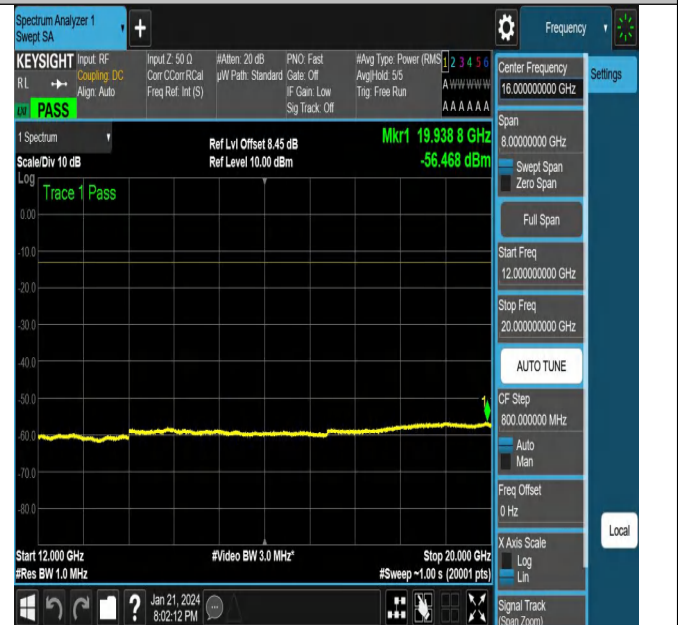 Spectrum Analyzer 1
Swept SA
+
Frequency
KEYSIGHT
RL
LXI
PASS
Input: RF
Coupling: DC
Align: Auto
Input Z: 50 Ω
Corr CCorr RCal
Freq Ref: Int (S)
#Atten: 20 dB
µW Path: Standard
PNO: Fast
Gate: Off
IF Gain: Low
Sig Track: Off
#Avg Type: Power (RMS
Avg|Hold: 5/5
Trig: Free Run
1 2 3 4 5 6
A W W W W W
A A A A A A
Center Frequency
16.000000000 GHz
Settings
Span
8.00000000 GHz
Swept Span
Zero Span
Full Span
Start Freq
12.000000000 GHz
Stop Freq
20.000000000 GHz
AUTO TUNE
CF Step
800.000000 MHz
Auto
Man
Freq Offset
0 Hz
X Axis Scale
Log
Lin
Signal Track
(Span Zoom)
Local
1 Spectrum
Scale/Div 10 dB
Ref Lvl Offset 8.45 dB
Ref Level 10.00 dBm
Mkr1 19.938 8 GHz
-56.468 dBm
Log
Trace 1 Pass
0.00
-10.0
-20.0
-30.0
-40.0
-50.0
-60.0
-70.0
-80.0
1
Start 12.000 GHz
#Res BW 1.0 MHz
#Video BW 3.0 MHz*
Stop 20.000 GHz
#Sweep ~1.00 s (20001 pts)
?
Jan 21, 2024
8:02:12 PM